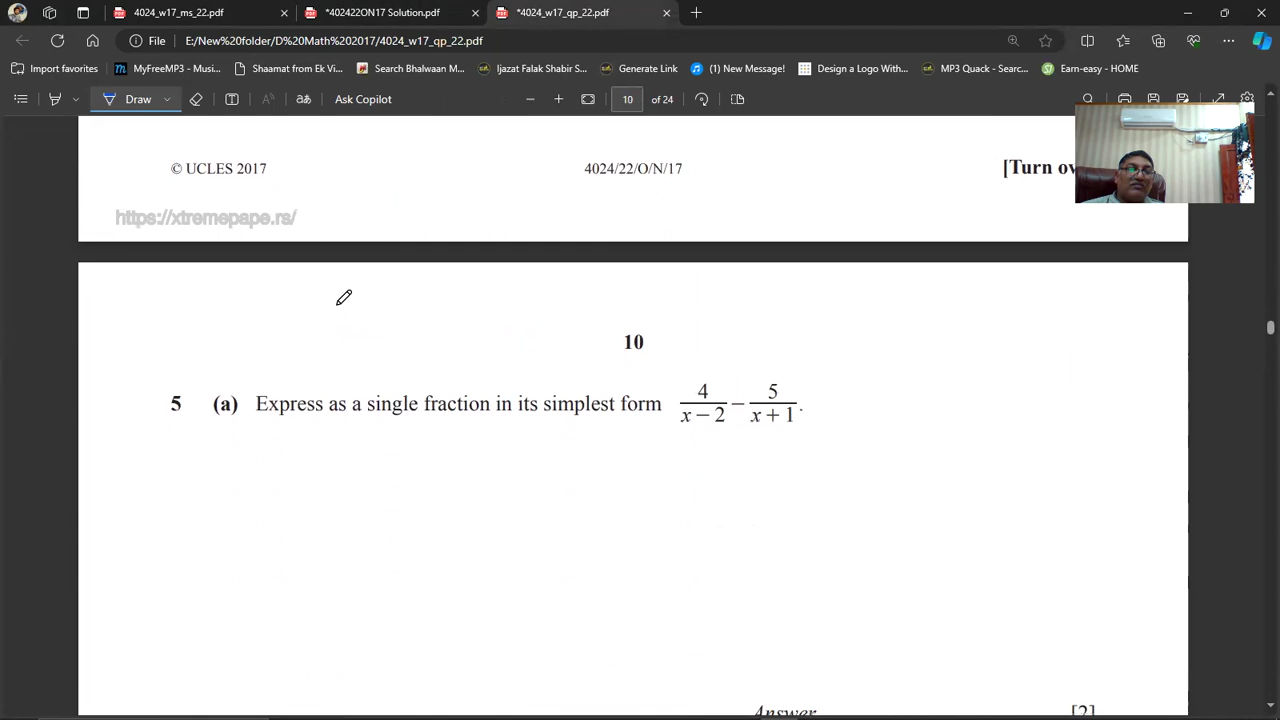 4024_w17_ms_22.pdf
*402422ON17 Solution.pdf
*4024_w17_qp_22.pdf
File
E:/New%20folder/D%20Math%202017/4024_w17_qp_22.pdf
Import favorites
MyFreeMP3 - Musi...
Shaamat from Ek Vi...
Search Bhalwaan M...
Ijazat Falak Shabir S...
Generate Link
(1) New Message!
Design a Logo With...
MP3 Quack - Searc...
Earn-easy - HOME
Draw
Ask Copilot
10 of 24
© UCLES 2017
4024/22/O/N/17
[Turn ov
https://xtremepape.rs/
10
5 (a) Express as a single fraction in its simplest form 4/(x − 2) − 5/(x + 1).
Answer [2]